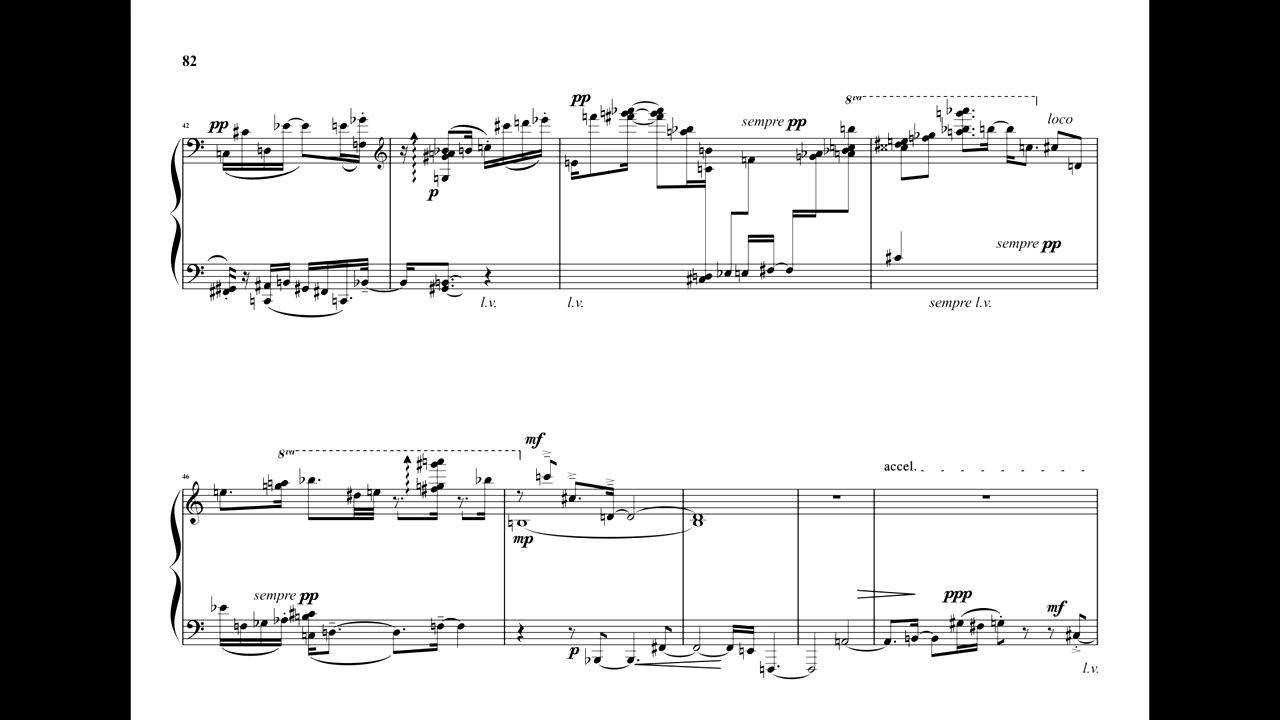 82
42
pp
p
l.v.
pp
l.v.
sempre pp
8va
loco
sempre pp
sempre l.v.
46
8va
sempre pp
mf
mp
p
accel.
ppp
mf
l.v.